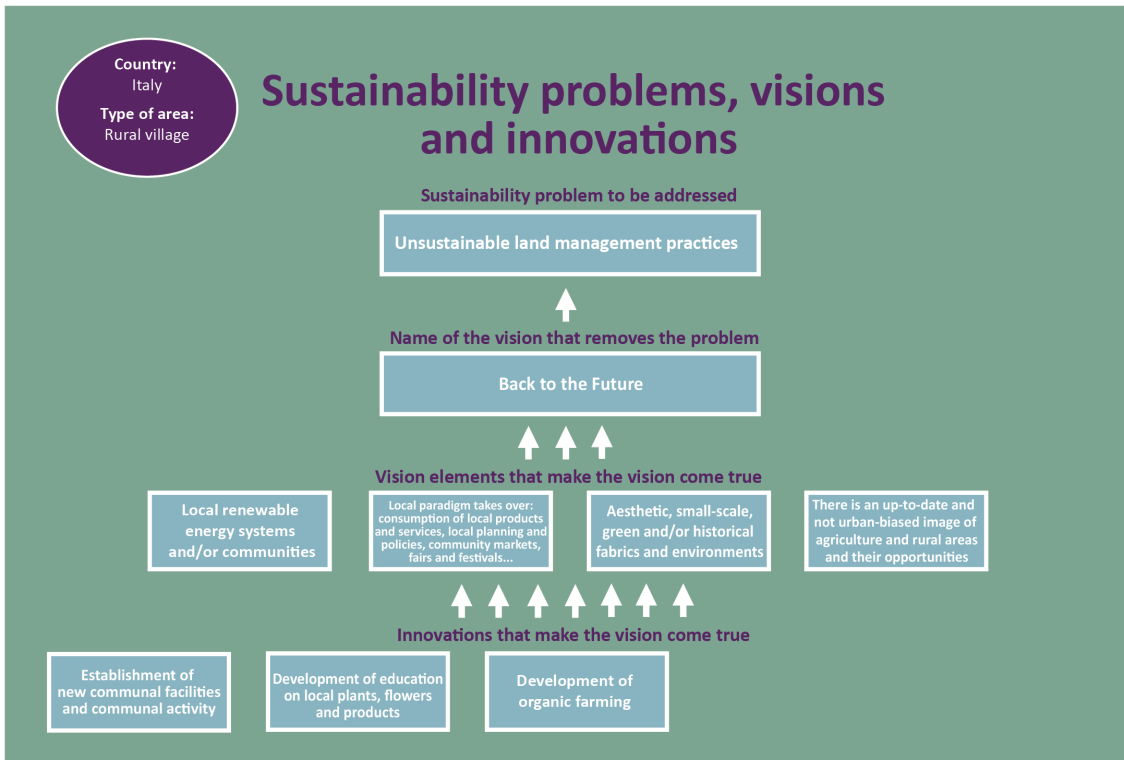 Country:
Italy
Type of area:
Rural village
Sustainability problems, visions
and innovations
Sustainability problem to be addressed
Unsustainable land management practices
Name of the vision that removes the problem
Back to the Future
Vision elements that make the vision come true
Local renewable
energy systems
and/or communities
Local paradigm takes over:
consumption of local products
and services, local planning and
policies, community markets,
fairs and festivals...
Aesthetic, small-scale,
green and/or historical
fabrics and environments
There is an up-to-date and
not urban-biased image of
agriculture and rural areas
and their opportunities
Innovations that make the vision come true
Establishment of
new communal facilities
and communal activity
Development of education
on local plants, flowers
and products
Development of
organic farming